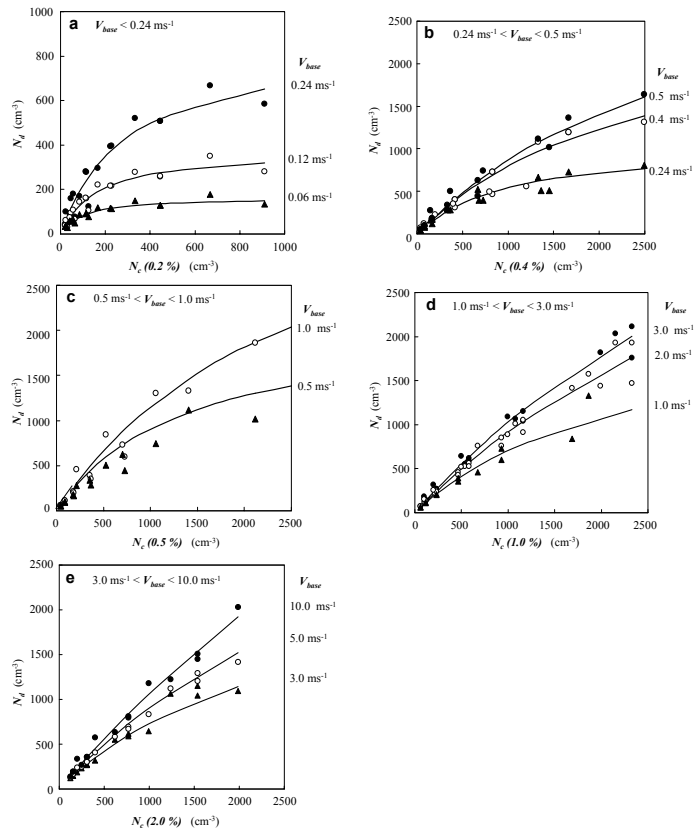 a
V_base < 0.24 ms⁻¹
V_base
0.24 ms⁻¹
0.12 ms⁻¹
0.06 ms⁻¹
1000
800
600
400
200
0
N_d (cm⁻³)
0 200 400 600 800 1000
N_c (0.2 %) (cm⁻³)
b
0.24 ms⁻¹ < V_base < 0.5 ms⁻¹
V_base
0.5 ms⁻¹
0.4 ms⁻¹
0.24 ms⁻¹
2500
2000
1500
1000
500
0
N_d (cm⁻³)
0 500 1000 1500 2000 2500
N_c (0.4 %) (cm⁻³)
c
0.5 ms⁻¹ < V_base < 1.0 ms⁻¹
V_base
1.0 ms⁻¹
0.5 ms⁻¹
2500
2000
1500
1000
500
0
N_d (cm⁻³)
0 500 1000 1500 2000 2500
N_c (0.5 %) (cm⁻³)
d
1.0 ms⁻¹ < V_base < 3.0 ms⁻¹
V_base
3.0 ms⁻¹
2.0 ms⁻¹
1.0 ms⁻¹
2500
2000
1500
1000
500
0
N_d (cm⁻³)
0 500 1000 1500 2000 2500
N_c (1.0 %) (cm⁻³)
e
3.0 ms⁻¹ < V_base < 10.0 ms⁻¹
V_base
10.0 ms⁻¹
5.0 ms⁻¹
3.0 ms⁻¹
2500
2000
1500
1000
500
0
N_d (cm⁻³)
0 500 1000 1500 2000 2500
N_c (2.0 %) (cm⁻³)